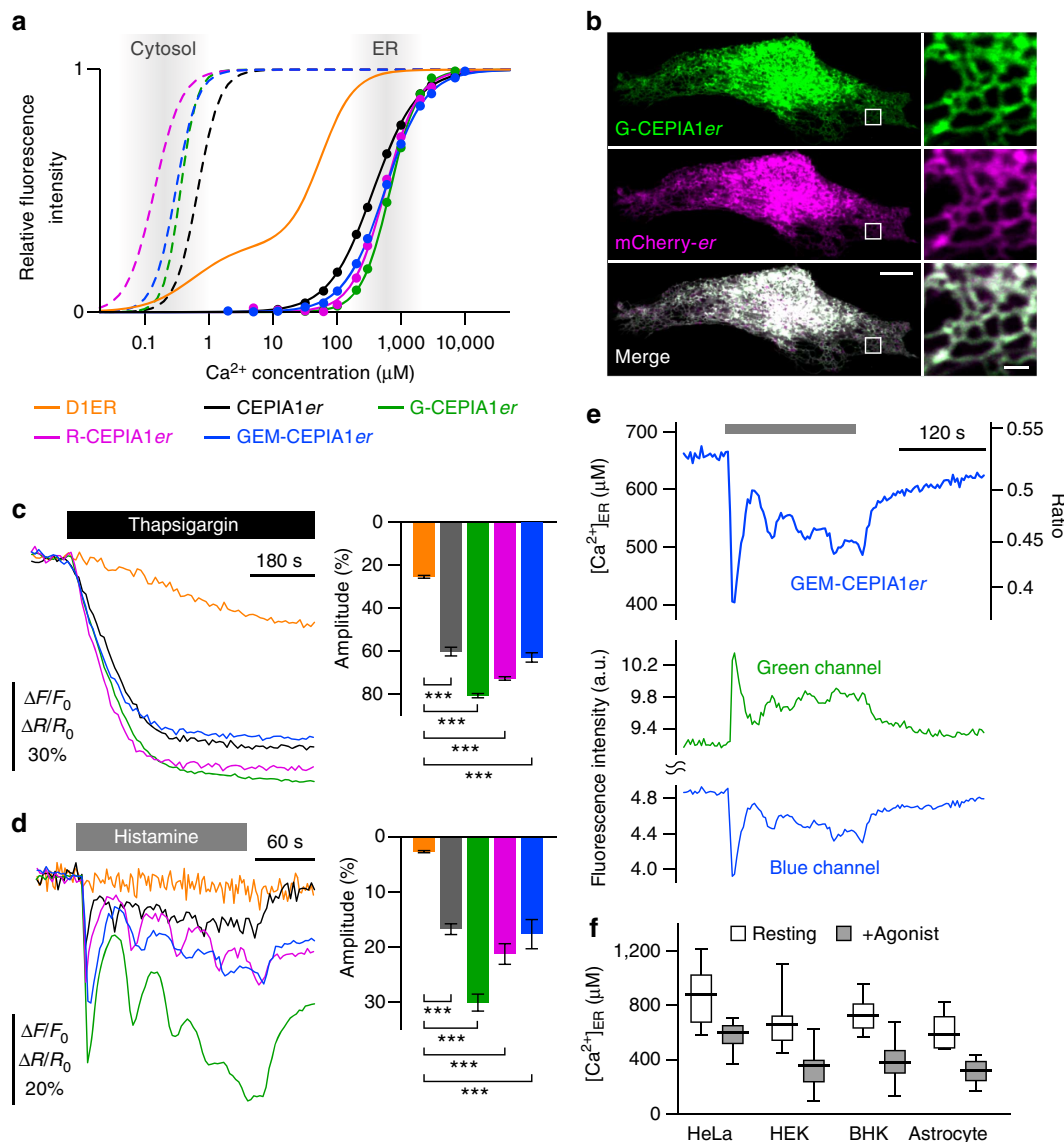 a
Cytosol
ER
1
0
Relative fluorescence
intensity
0.1
1
10
100
1,000
10,000
Ca²⁺ concentration (μM)
D1ER
CEPIA1er
G-CEPIA1er
R-CEPIA1er
GEM-CEPIA1er
b
G-CEPIA1er
mCherry-er
Merge
c
Thapsigargin
180 s
ΔF/F₀
ΔR/R₀
30%
Amplitude (%)
0
20
40
60
80
***
***
***
***
d
Histamine
60 s
ΔF/F₀
ΔR/R₀
20%
Amplitude (%)
0
10
20
30
***
***
***
***
e
120 s
[Ca²⁺]ER (μM)
700
600
500
400
0.55
0.5
0.45
0.4
Ratio
GEM-CEPIA1er
Fluorescence intensity (a.u.)
10.2
9.8
9.4
4.8
4.4
4.0
Green channel
Blue channel
f
Resting
+Agonist
[Ca²⁺]ER (μM)
1,200
800
400
0
HeLa
HEK
BHK
Astrocyte